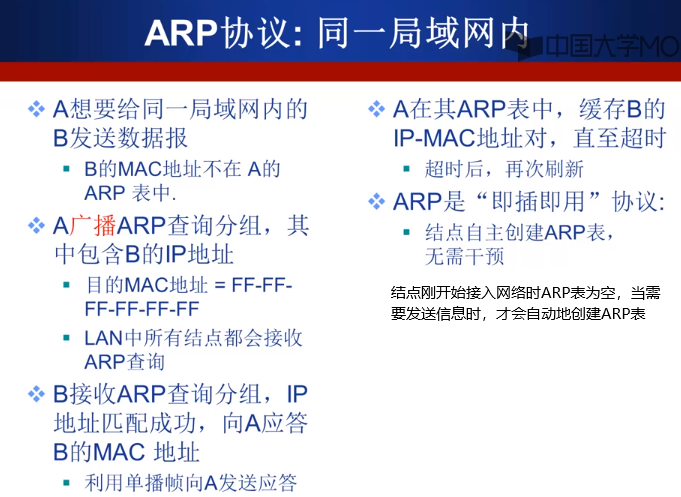 ARP协议: 同一局域网内
中国大学MO
A想要给同一局域网内的
B发送数据报
B的MAC地址不在 A的
ARP 表中.
A广播ARP查询分组，其
中包含B的IP地址
目的MAC地址 = FF-FF-
FF-FF-FF-FF
LAN中所有结点都会接收
ARP查询
B接收ARP查询分组，IP
地址匹配成功，向A应答
B的MAC 地址
利用单播帧向A发送应答
A在其ARP表中，缓存B的
IP-MAC地址对，直至超时
超时后，再次刷新
ARP是“即插即用”协议:
结点自主创建ARP表，
无需干预
结点刚开始接入网络时ARP表为空，当需
要发送信息时，才会自动地创建ARP表